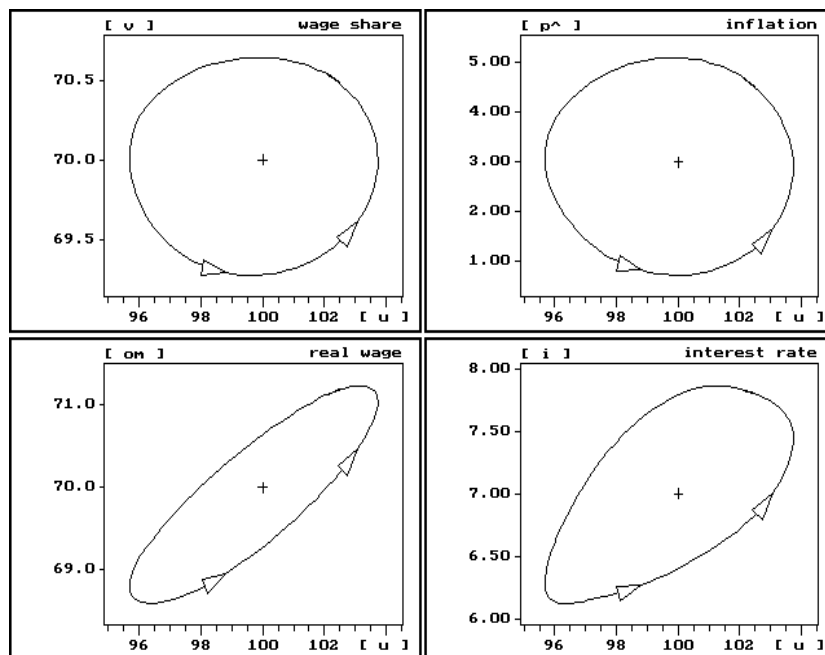 [ v ] wage share
70.5
70.0
69.5
96 98 100 102 [ u ]
[ p^ ] inflation
5.00
4.00
3.00
2.00
1.00
96 98 100 102 [ u ]
[ om ] real wage
71.0
70.0
69.0
96 98 100 102 [ u ]
[ i ] interest rate
8.00
7.50
7.00
6.50
6.00
96 98 100 102 [ u ]